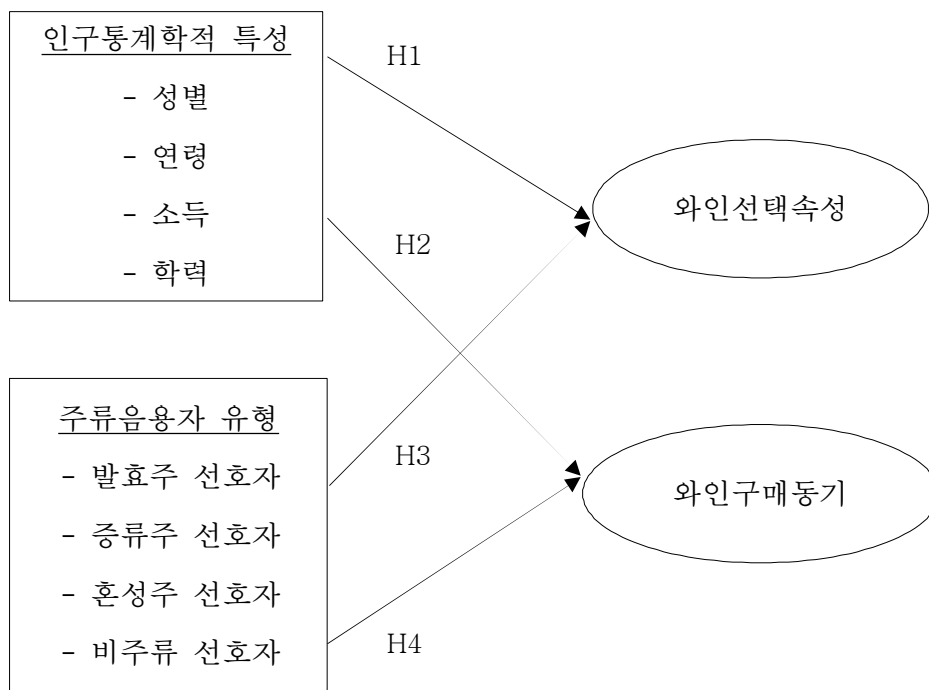 인구통계학적 특성
- 성별
- 연령
- 소득
- 학력
H1
H2
와인선택속성
주류음용자 유형
- 발효주 선호자
- 증류주 선호자
- 혼성주 선호자
- 비주류 선호자
H3
H4
와인구매동기